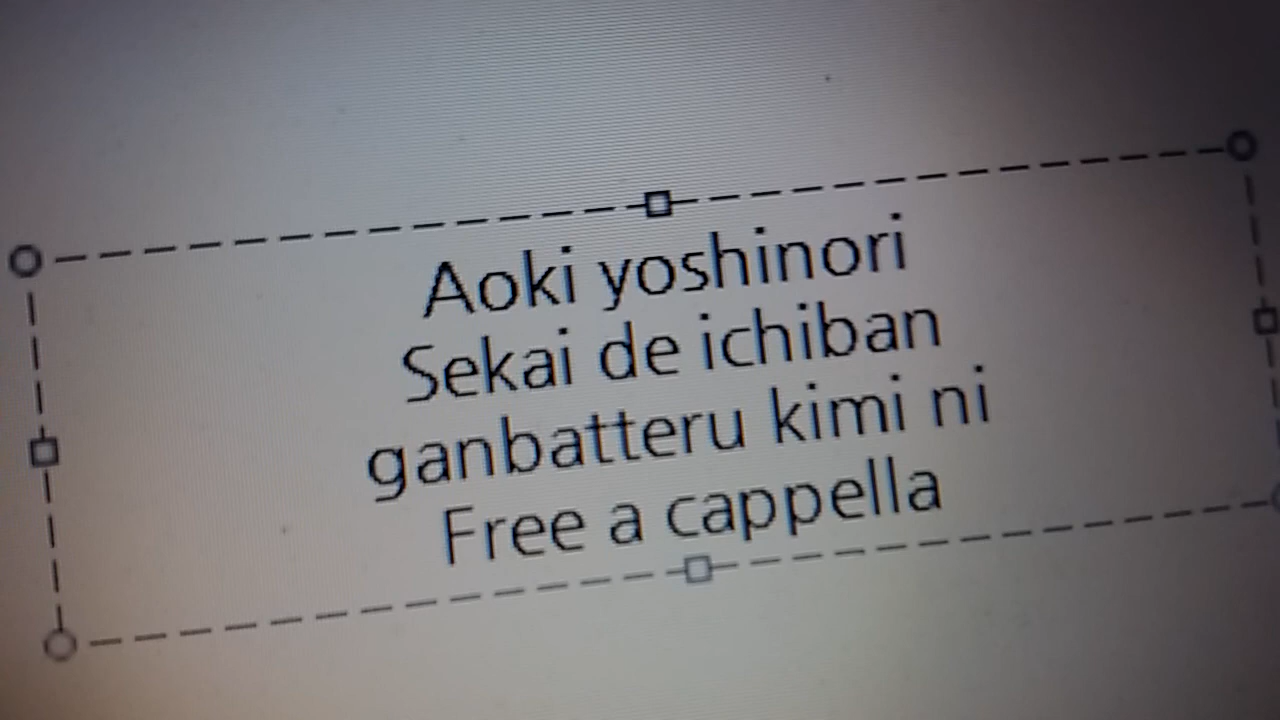 Aoki yoshinori
Sekai de ichiban
ganbatteru kimi ni
Free a cappella